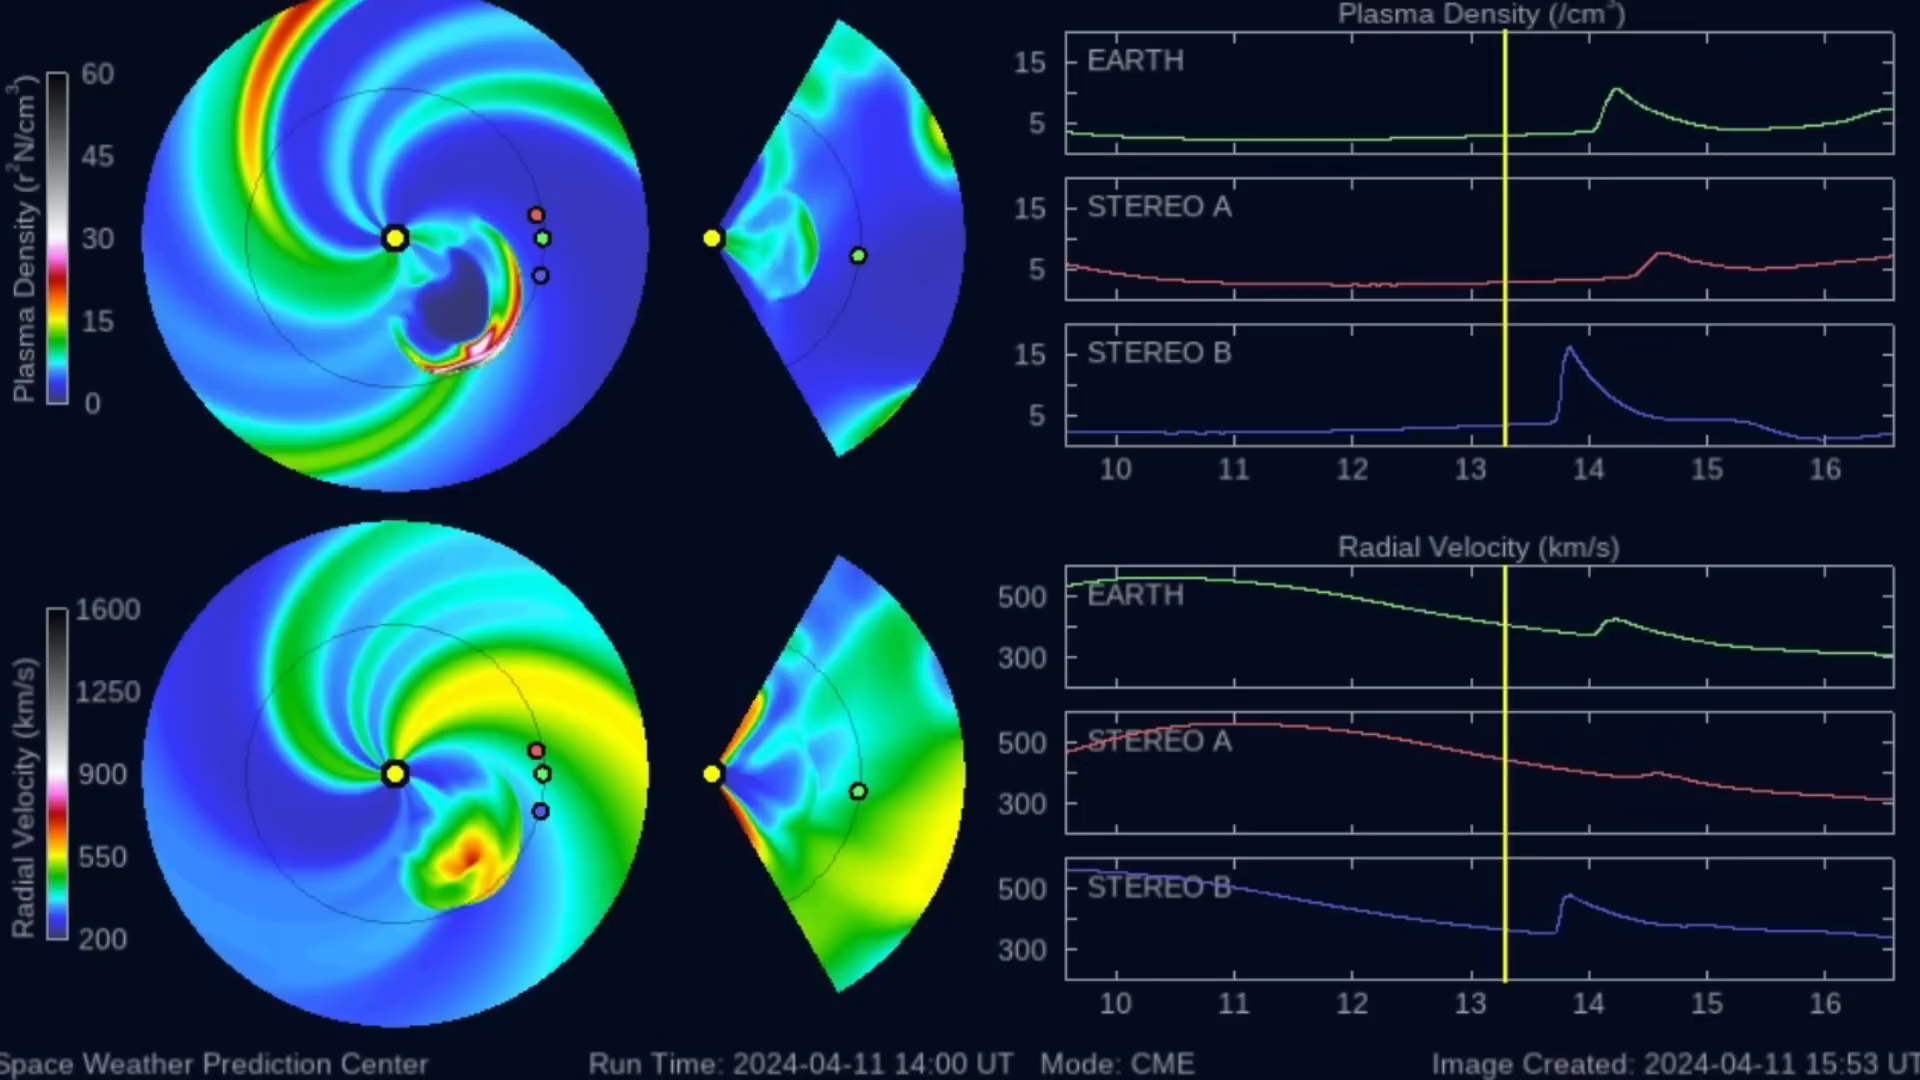 Plasma Density (r²N/cm³)
60
45
30
15
0
Plasma Density (/cm³)
EARTH
15
5
STEREO A
15
5
STEREO B
15
5
10 11 12 13 14 15 16
Radial Velocity (km/s)
1600
1250
900
550
200
Radial Velocity (km/s)
EARTH
500
300
STEREO A
500
300
STEREO B
500
300
10 11 12 13 14 15 16
Space Weather Prediction Center Run Time: 2024-04-11 14:00 UT Mode: CME Image Created: 2024-04-11 15:53 UT